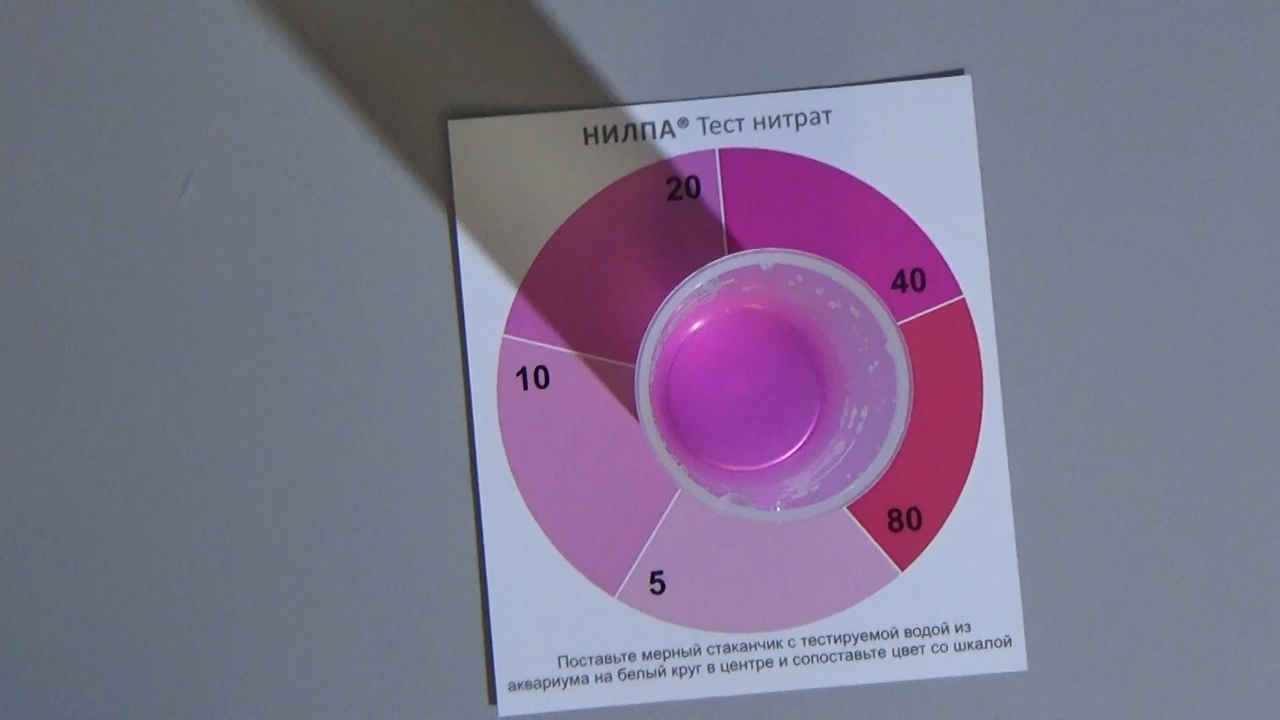 НИЛПА® Тест нитрат
20
40
10
80
5
Поставьте мерный стаканчик с тестируемой водой из
аквариума на белый круг в центре и сопоставьте цвет со шкалой